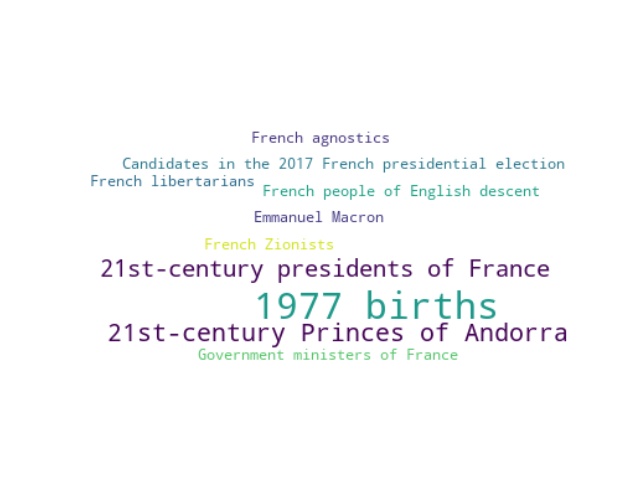 French agnostics
Candidates in the 2017 French presidential election
French libertarians
French people of English descent
Emmanuel Macron
French Zionists
21st-century presidents of France
1977 births
21st-century Princes of Andorra
Government ministers of France